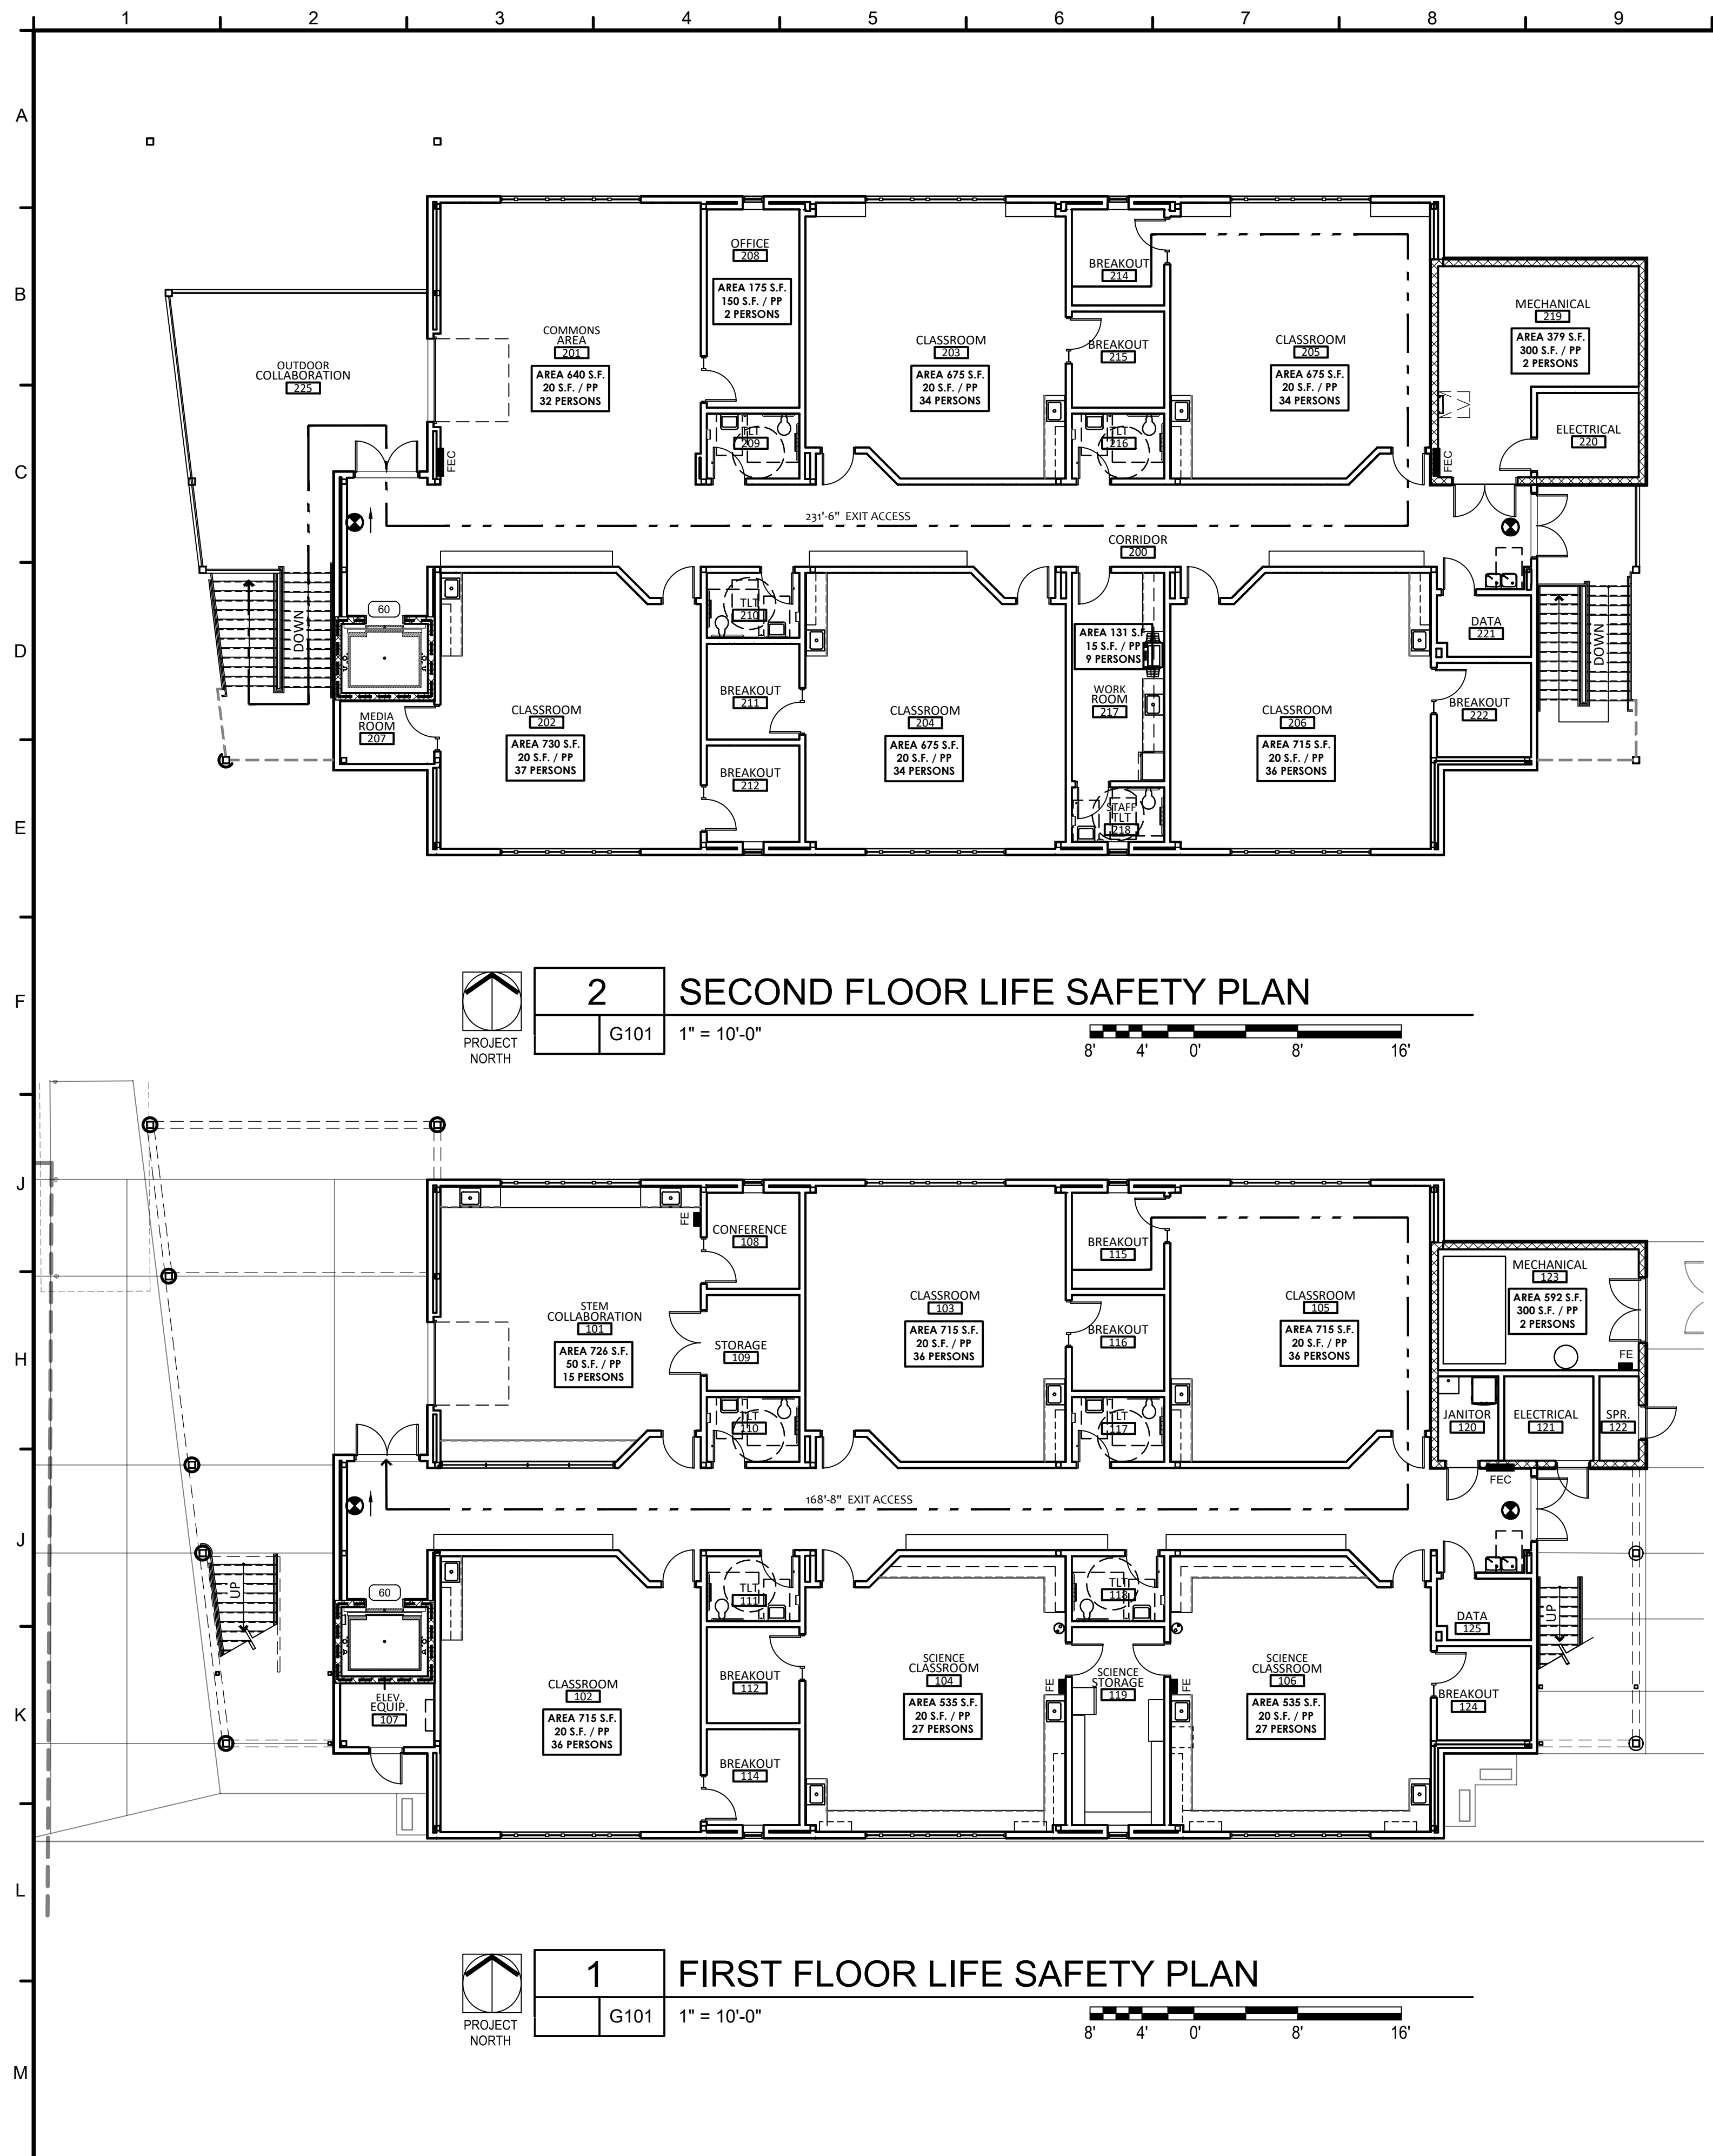 1 2 3 4 5 6 7 8 9
A
B
C
D
E
F
J
H
J
K
L
M
OFFICE
208
AREA 175 S.F.
150 S.F. / PP
2 PERSONS
BREAKOUT
214
MECHANICAL
219
AREA 379 S.F.
300 S.F. / PP
2 PERSONS
COMMONS
AREA
201
AREA 640 S.F.
20 S.F. / PP
32 PERSONS
CLASSROOM
203
AREA 675 S.F.
20 S.F. / PP
34 PERSONS
BREAKOUT
215
CLASSROOM
205
AREA 675 S.F.
20 S.F. / PP
34 PERSONS
OUTDOOR
COLLABORATION
225
ELECTRICAL
220
TLT
209
TLT
216
FEC
FEC
231'-6" EXIT ACCESS
CORRIDOR
200
60
DOWN
TLT
210
AREA 131 S.F.
15 S.F. / PP
9 PERSONS
DATA
221
DOWN
MEDIA
ROOM
207
CLASSROOM
202
AREA 730 S.F.
20 S.F. / PP
37 PERSONS
BREAKOUT
211
CLASSROOM
204
AREA 675 S.F.
20 S.F. / PP
34 PERSONS
WORK
ROOM
217
CLASSROOM
206
AREA 715 S.F.
20 S.F. / PP
36 PERSONS
BREAKOUT
222
BREAKOUT
212
STAFF
TLT
218
PROJECT
NORTH
2
G101
SECOND FLOOR LIFE SAFETY PLAN
1" = 10'-0"
8' 4' 0' 8' 16'
FE
CONFERENCE
108
BREAKOUT
115
MECHANICAL
123
AREA 592 S.F.
300 S.F. / PP
2 PERSONS
FE
STEM
COLLABORATION
101
AREA 726 S.F.
50 S.F. / PP
15 PERSONS
STORAGE
109
CLASSROOM
103
AREA 715 S.F.
20 S.F. / PP
36 PERSONS
BREAKOUT
116
CLASSROOM
105
AREA 715 S.F.
20 S.F. / PP
36 PERSONS
TLT
110
TLT
117
JANITOR
120
ELECTRICAL
121
SPR.
122
FEC
168'-8" EXIT ACCESS
UP
60
TLT
111
TLT
118
DATA
125
UP
ELEV.
EQUIP.
107
CLASSROOM
102
AREA 715 S.F.
20 S.F. / PP
36 PERSONS
BREAKOUT
112
SCIENCE
CLASSROOM
104
AREA 535 S.F.
20 S.F. / PP
27 PERSONS
FE
SCIENCE
STORAGE
119
FE
SCIENCE
CLASSROOM
106
AREA 535 S.F.
20 S.F. / PP
27 PERSONS
BREAKOUT
124
BREAKOUT
114
PROJECT
NORTH
1
G101
FIRST FLOOR LIFE SAFETY PLAN
1" = 10'-0"
8' 4' 0' 8' 16'